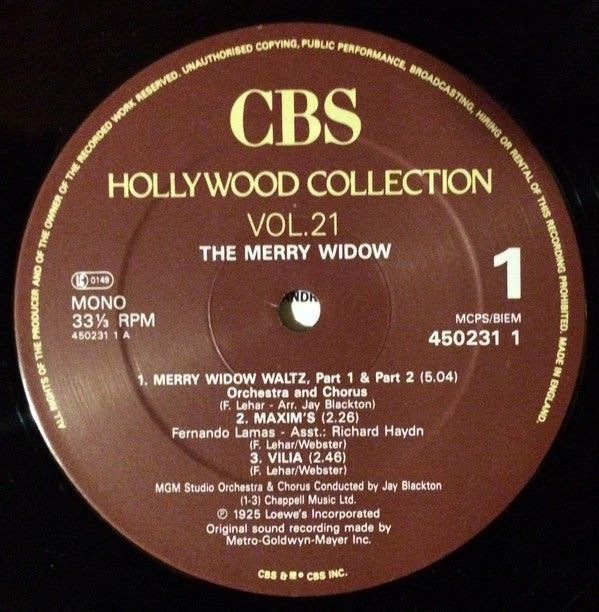 ALL RIGHTS OF THE PRODUCER AND OF THE OWNER OF THE RECORDED WORK RESERVED. UNAUTHORISED COPYING, PUBLIC PERFORMANCE, BROADCASTING, HIRING OR RENTAL OF THIS RECORDING PROHIBITED. MADE IN ENGLAND.
CBS
HOLLYWOOD COLLECTION
VOL.21
THE MERRY WIDOW
LC 0149
MONO
33⅓ RPM
450231 1 A
1
MCPS/BIEM
450231 1
ANDR
1. MERRY WIDOW WALTZ, Part 1 & Part 2 (5.04)
Orchestra and Chorus
(F. Lehar - Arr. Jay Blackton)
2. MAXIM'S (2.26)
Fernando Lamas - Asst.: Richard Haydn
(F. Lehar/Webster)
3. VILIA (2.46)
(F. Lehar/Webster)
MGM Studio Orchestra & Chorus Conducted by Jay Blackton
(1-3) Chappell Music Ltd.
℗ 1925 Loewe's Incorporated
Original sound recording made by
Metro-Goldwyn-Mayer Inc.
CBS & ® CBS INC.